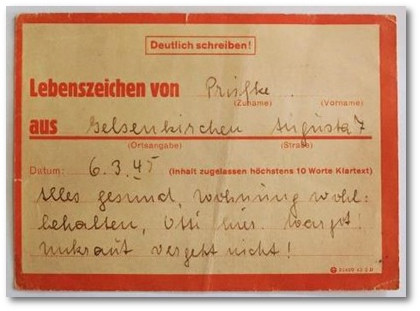 Deutlich schreiben!
Lebenszeichen von Prüfke
(Zuname) (Vorname)
aus Gelsenkirchen Augusta 7
(Ortsangabe) (Straße)
Datum: 6.3.45 (Inhalt zugelassen höchstens 10 Worte Klartext)
Alles gesund, Wohnung wohl-
behalten, Otti hier.
Unkraut vergeht nicht!